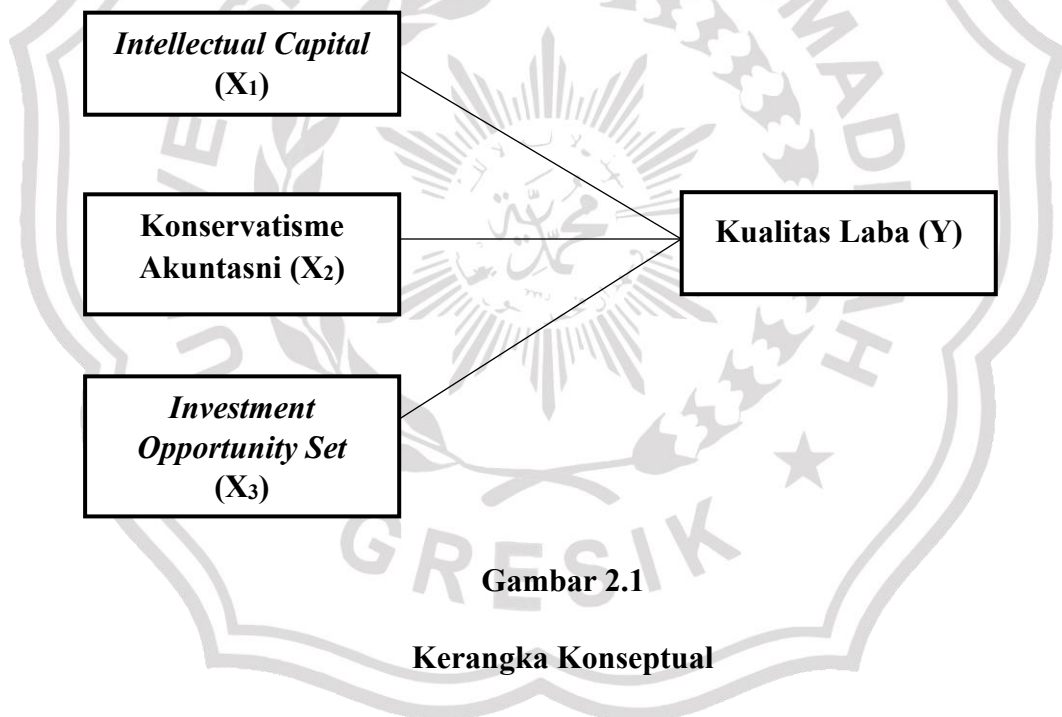 Intellectual Capital
(X₁)
Konservatisme
Akuntasni (X₂)
Kualitas Laba (Y)
Investment
Opportunity Set
(X₃)
GRESIK
Gambar 2.1
Kerangka Konseptual